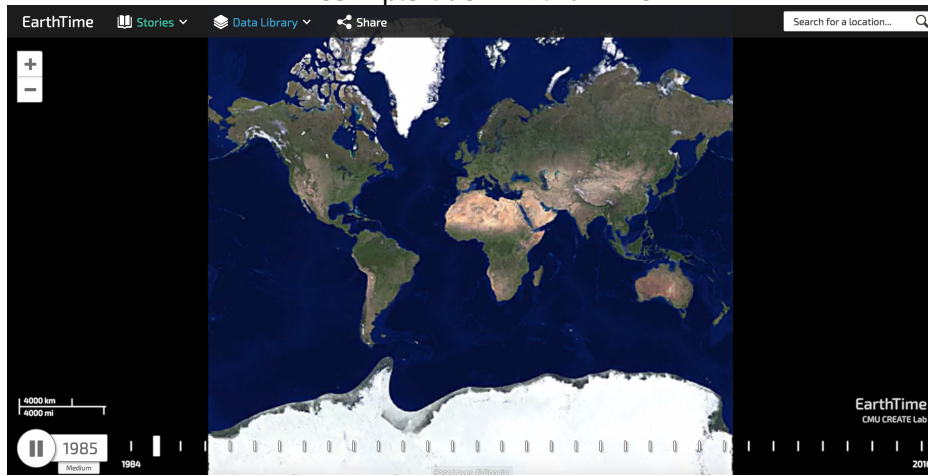 EarthTime Stories Data Library Share Search for a location...
+
−
4000 km
4000 mi
EarthTime
CMU CREATE Lab
1985
Medium
1984